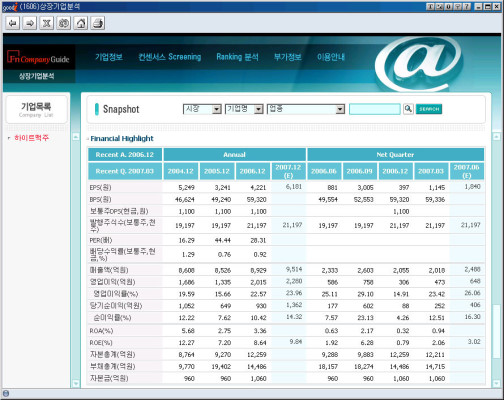 (1606)상장기업분석
Fn Company Guide
상장기업분석
기업정보 컨센서스 Screening Ranking 분석 부가정보 이용안내
@
기업목록
Company List
하이트맥주
Snapshot 시장 기업명 업종 SEARCH
Financial Highlight
Recent A. 2006.12 Annual Net Quarter
Recent Q. 2007.03 2004.12 2005.12 2006.12 2007.12 (E) 2006.06 2006.09 2006.12 2007.03 2007.06 (E)
EPS(원) 5,249 3,241 4,221 6,181 881 3,005 397 1,145 1,840
BPS(원) 46,624 49,240 59,320 49,554 52,553 59,320 59,336
보통주DPS(현금,원) 1,100 1,100 1,100 1,100
발행주식수(보통주,천주) 19,197 19,197 21,197 21,197 19,197 19,197 21,197 21,197 21,197
PER(배) 16.29 44.44 28.31
배당수익률(보통주,현금,%) 1.29 0.76 0.92
매출액(억원) 8,608 8,526 8,929 9,514 2,333 2,603 2,055 2,018 2,488
영업이익(억원) 1,686 1,335 2,015 2,280 586 758 306 473 648
영업이익률(%) 19.59 15.66 22.57 23.96 25.11 29.10 14.91 23.42 26.06
당기순이익(억원) 1,052 649 930 1,362 177 602 88 252 406
순이익률(%) 12.22 7.62 10.42 14.32 7.57 23.13 4.26 12.51 16.30
ROA(%) 5.68 2.75 3.36 0.63 2.17 0.32 0.94
ROE(%) 12.27 7.20 8.64 9.84 1.92 6.28 0.79 2.06 3.02
자본총계(억원) 8,764 9,270 12,259 9,288 9,883 12,259 12,211
부채총계(억원) 9,770 19,402 14,486 18,157 18,274 14,486 14,715
자본금(억원) 960 960 1,060 960 960 1,060 1,060